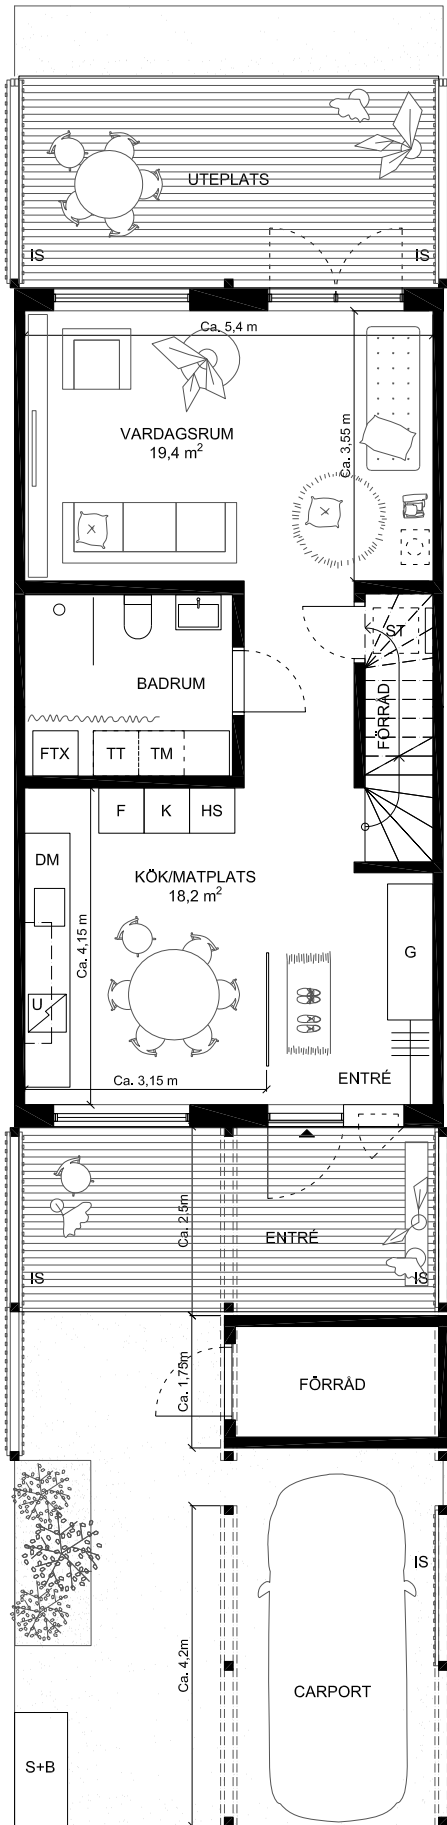 UTEPLATS
IS
IS
Ca. 5,4 m
VARDAGSRUM
19,4 m²
Ca. 3,55 m
ST
BADRUM
FÖRRÅD
FTX
TT
TM
F
K
HS
DM
KÖK/MATPLATS
18,2 m²
Ca. 4,15 m
G
U
Ca. 3,15 m
ENTRÉ
Ca. 2,5m
ENTRÉ
IS
IS
Ca. 1,75m
FÖRRÅD
IS
Ca. 4,2m
CARPORT
S+B